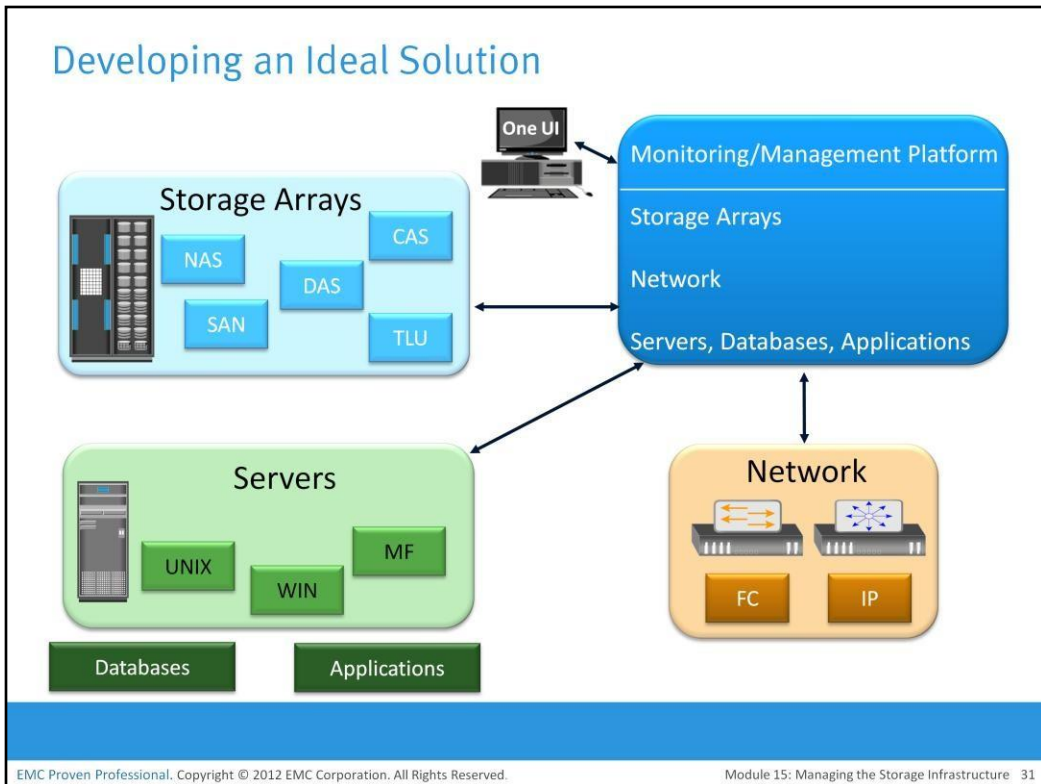 Developing an Ideal Solution
One UI
Monitoring/Management Platform
Storage Arrays
Network
Servers, Databases, Applications
Storage Arrays
NAS
CAS
DAS
SAN
TLU
Servers
UNIX
WIN
MF
Databases
Applications
Network
FC
IP
EMC Proven Professional. Copyright © 2012 EMC Corporation. All Rights Reserved.
Module 15: Managing the Storage Infrastructure 31